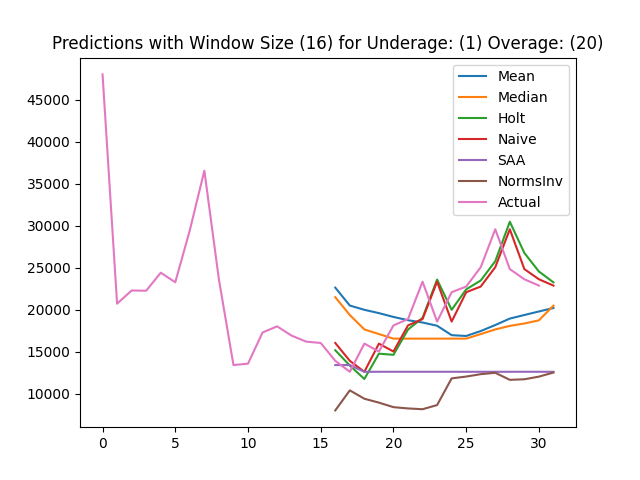 Predictions with Window Size (16) for Underage: (1) Overage: (20)
Mean
Median
Holt
Naive
SAA
NormsInv
Actual
45000
40000
35000
30000
25000
20000
15000
10000
0 5 10 15 20 25 30